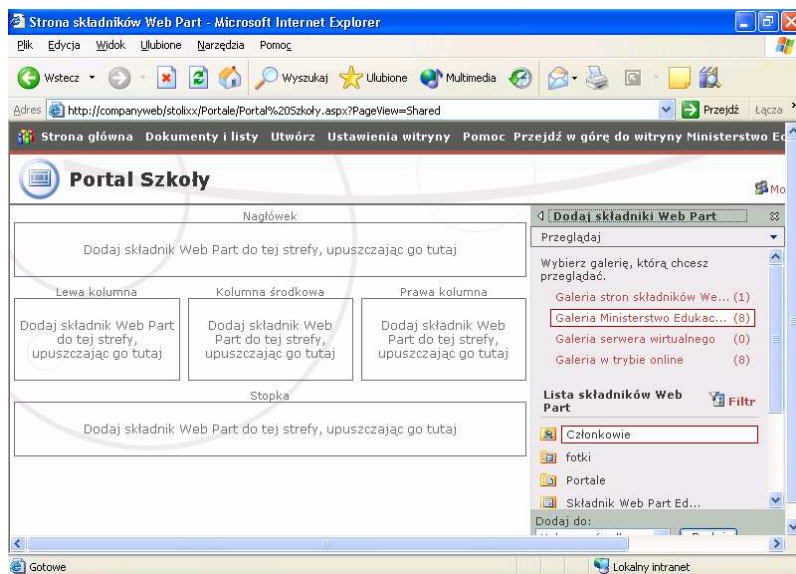 Strona składników Web Part - Microsoft Internet Explorer
Plik Edycja Widok Ulubione Narzędzia Pomoc
Wstecz Wyszukaj Ulubione Multimedia
Adres http://companyweb/stolixx/Portale/Portal%20Szkoły.aspx?PageView=Shared Przejdź Łącza
Strona główna Dokumenty i listy Utwórz Ustawienia witryny Pomoc Przejdź w górę do witryny Ministerstwo Ed
Portal Szkoły
Mo
Nagłówek
Dodaj składnik Web Part do tej strefy, upuszczając go tutaj
Lewa kolumna
Dodaj składnik Web Part
do tej strefy,
upuszczając go tutaj
Kolumna środkowa
Dodaj składnik Web
Part do tej strefy,
upuszczając go tutaj
Prawa kolumna
Dodaj składnik Web
Part do tej strefy,
upuszczając go tutaj
Stopka
Dodaj składnik Web Part do tej strefy, upuszczając go tutaj
Dodaj składniki Web Part
Przeglądaj
Wybierz galerię, którą chcesz
przeglądać.
Galeria stron składników We... (1)
Galeria Ministerstwo Edukac... (8)
Galeria serwera wirtualnego (0)
Galeria w trybie online (8)
Lista składników Web
Part
Filtr
Członkowie
fotki
Portale
Składnik Web Part Ed...
Dodaj do:
Gotowe
Lokalny intranet